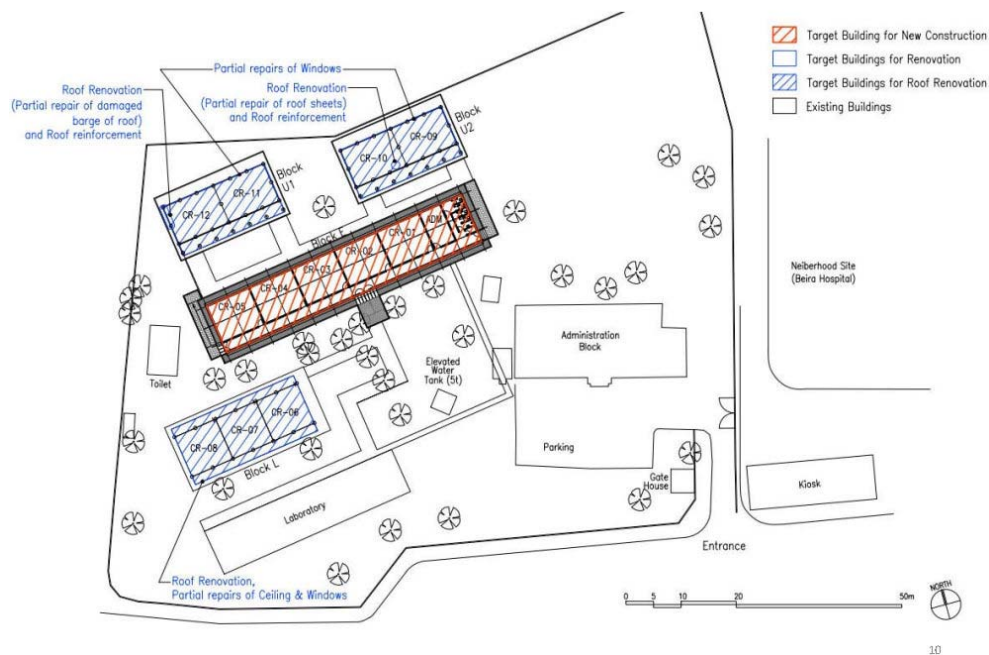 Target Building for New Construction
Target Buildings for Renovation
Target Buildings for Roof Renovation
Existing Buildings
Partial repairs of Windows
Roof Renovation
(Partial repair of damaged
barge of roof)
and Roof reinforcement
Roof Renovation
(Partial repair of roof sheets)
and Roof reinforcement
Block
U2
CR-09
CR-10
Block
U1
CR-11
CR-12
Block
ADM
CR-01
CR-02
CR-03
CR-04
CR-05
Neiberhood Site
(Beira Hospital)
Administration
Block
Toilet
Elevated
Water
Tank (5t)
CR-06
CR-07
CR-08
Block L
Parking
Gate
House
Kiosk
Laboratory
Entrance
Roof Renovation,
Partial repairs of Ceiling & Windows
0 5 10 20 50m
NORTH
10